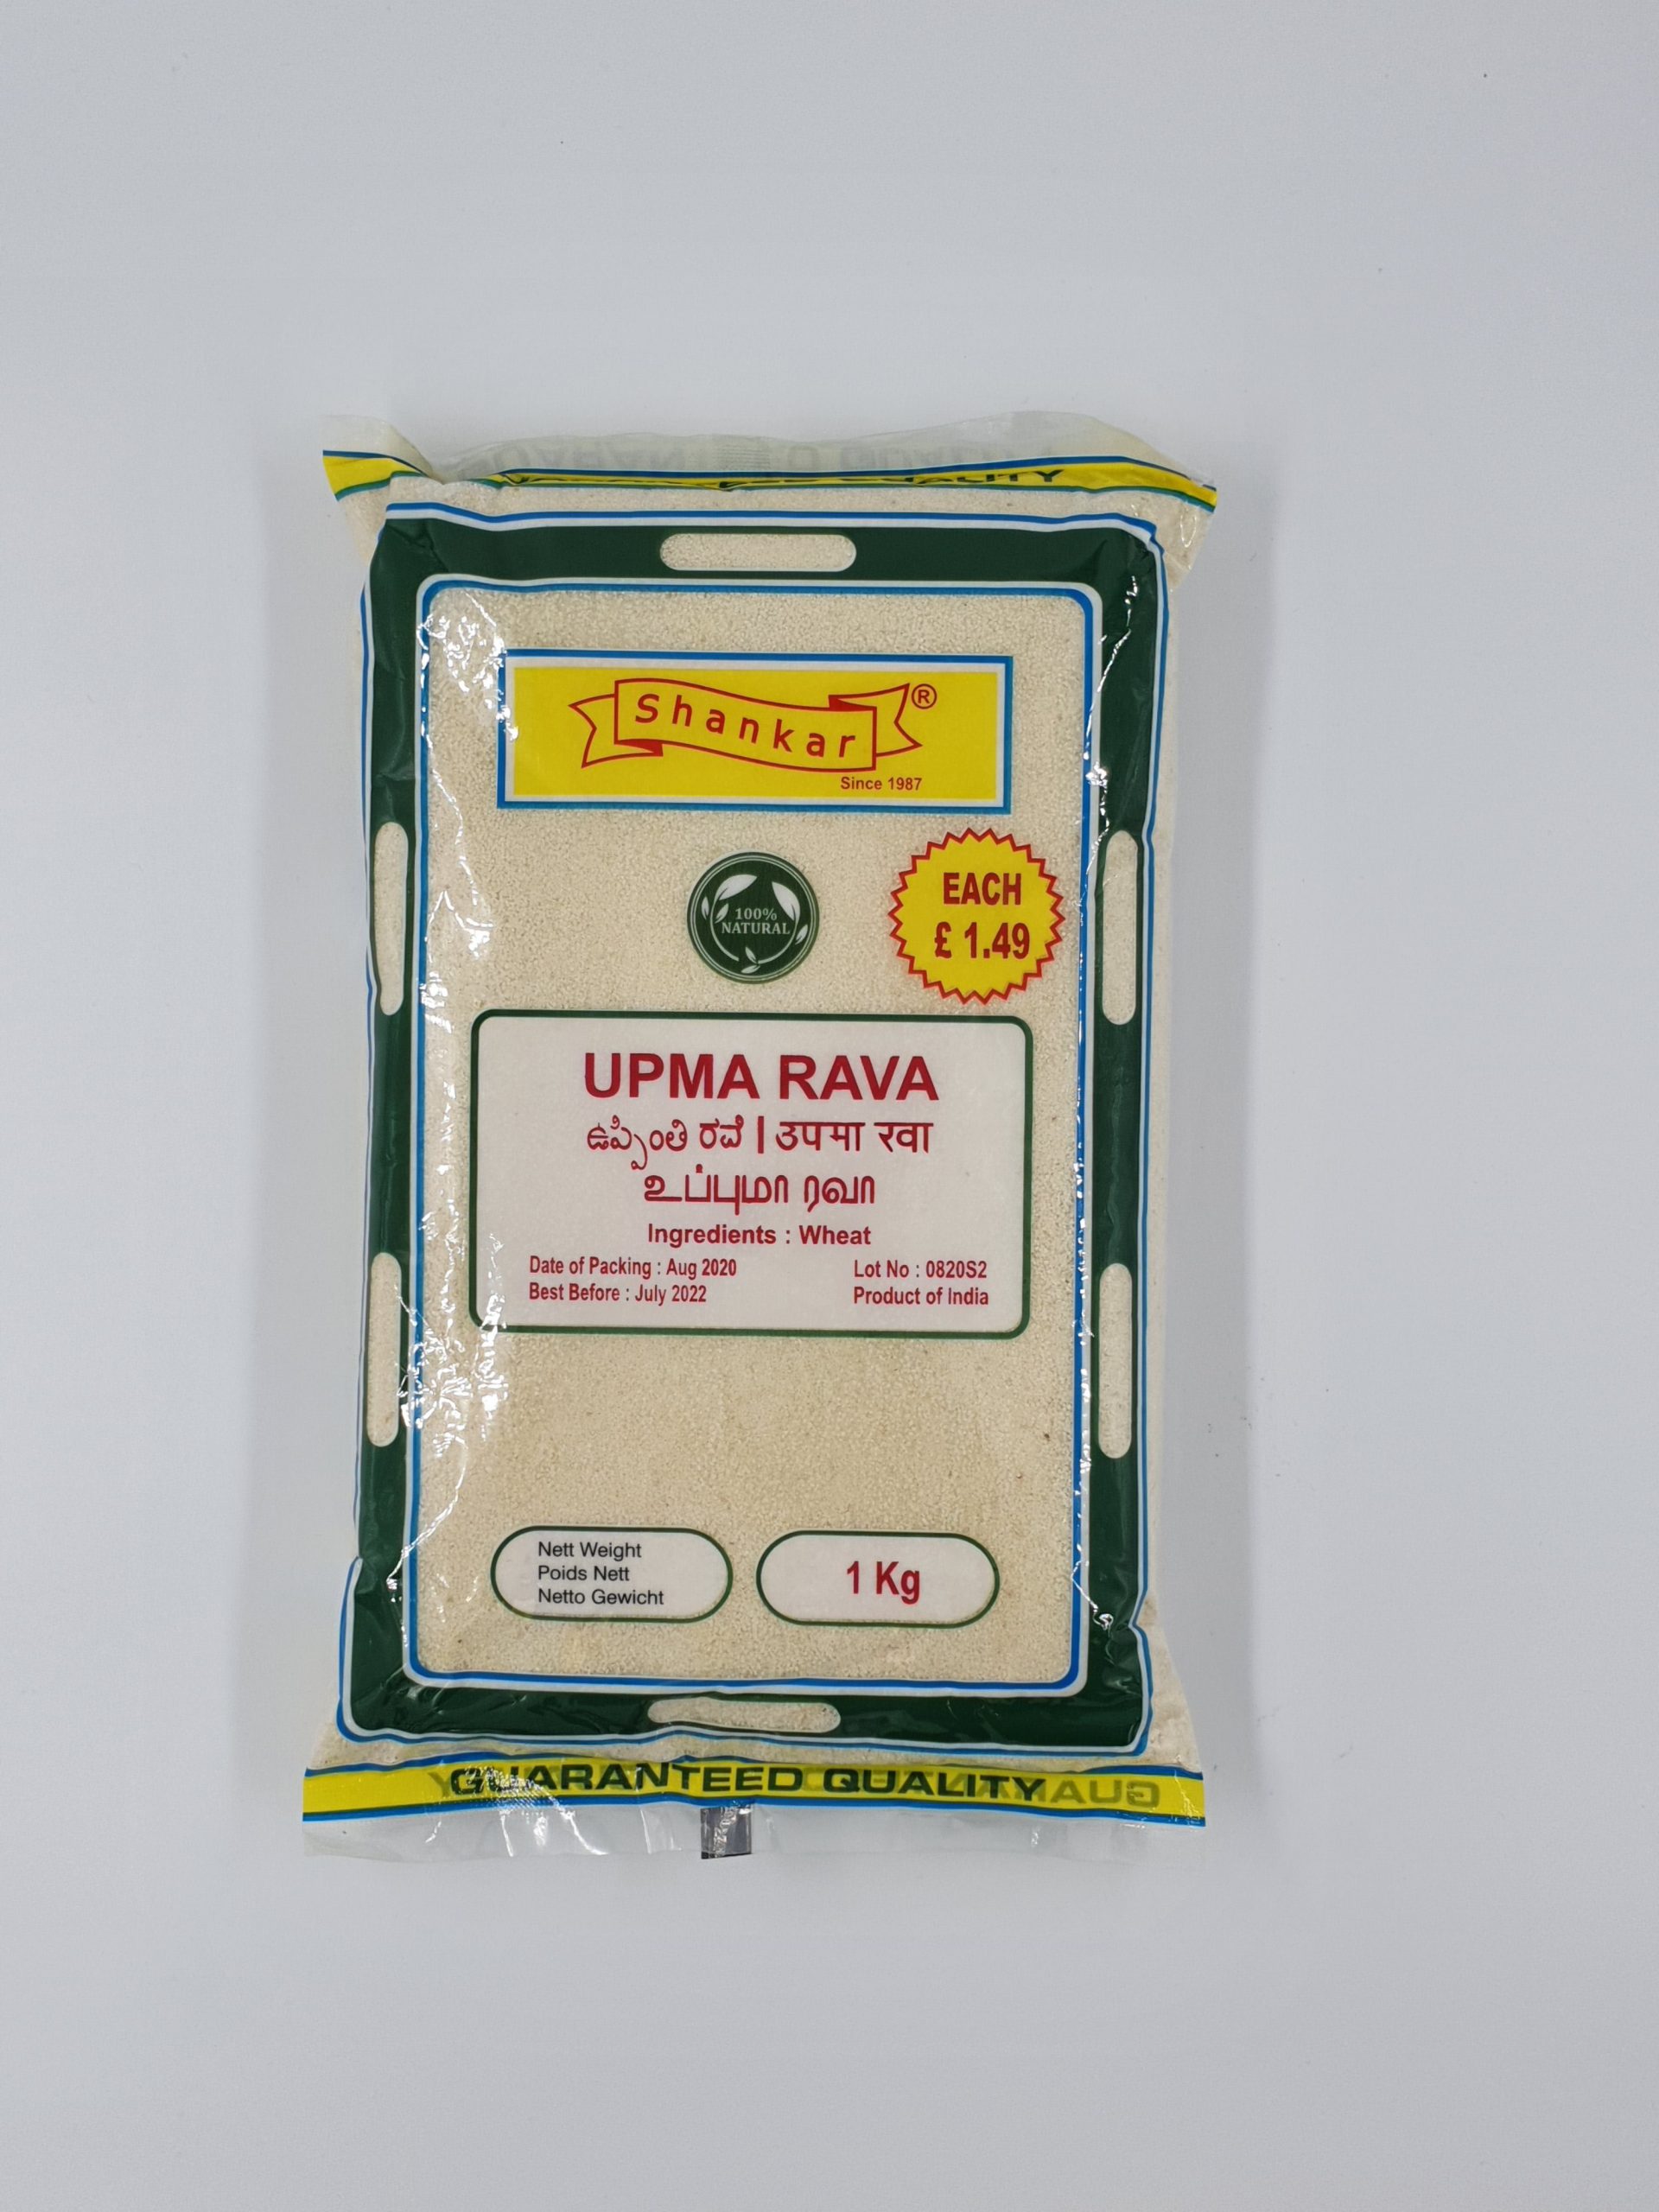 QUALITY
Shankar®
Since 1987
100%
NATURAL
EACH
£ 1.49
UPMA RAVA
ఉప్పింతి రవె | उपमा रवा
உப்புமா ரவா
Ingredients : Wheat
Date of Packing : Aug 2020
Best Before : July 2022
Lot No : 0820S2
Product of India
Nett Weight
Poids Nett
Netto Gewicht
1 Kg
GUARANTEED QUALITY